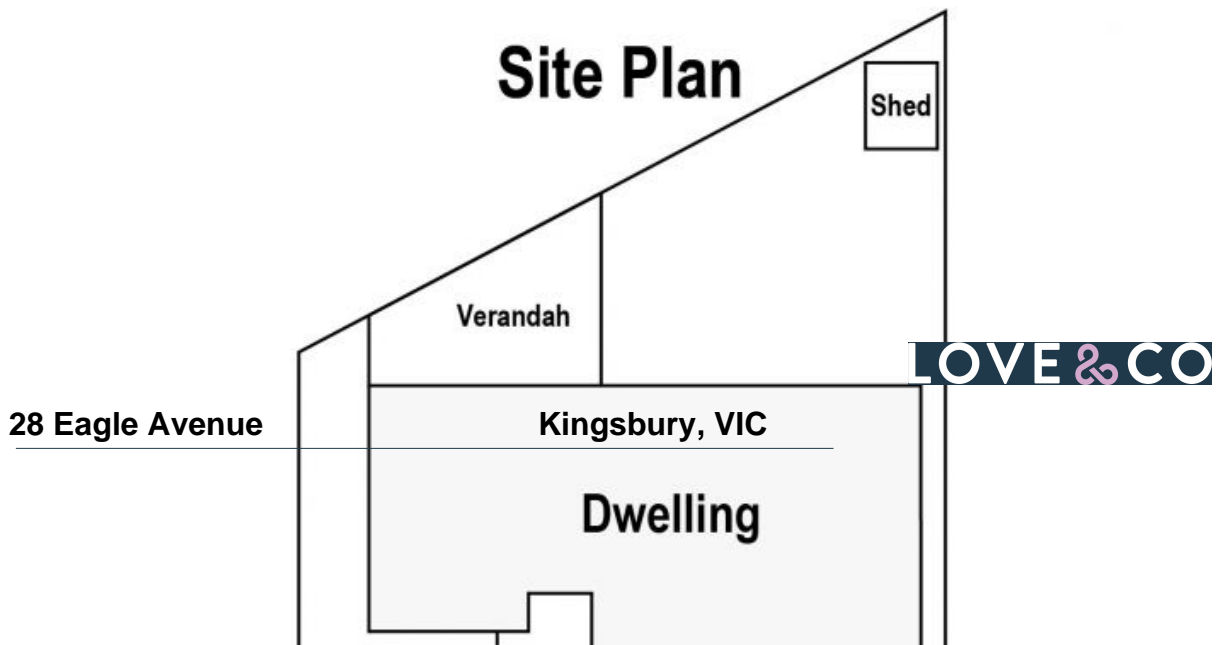 Site Plan
Shed
Verandah
LOVE & CO
28 Eagle Avenue Kingsbury, VIC
Dwelling